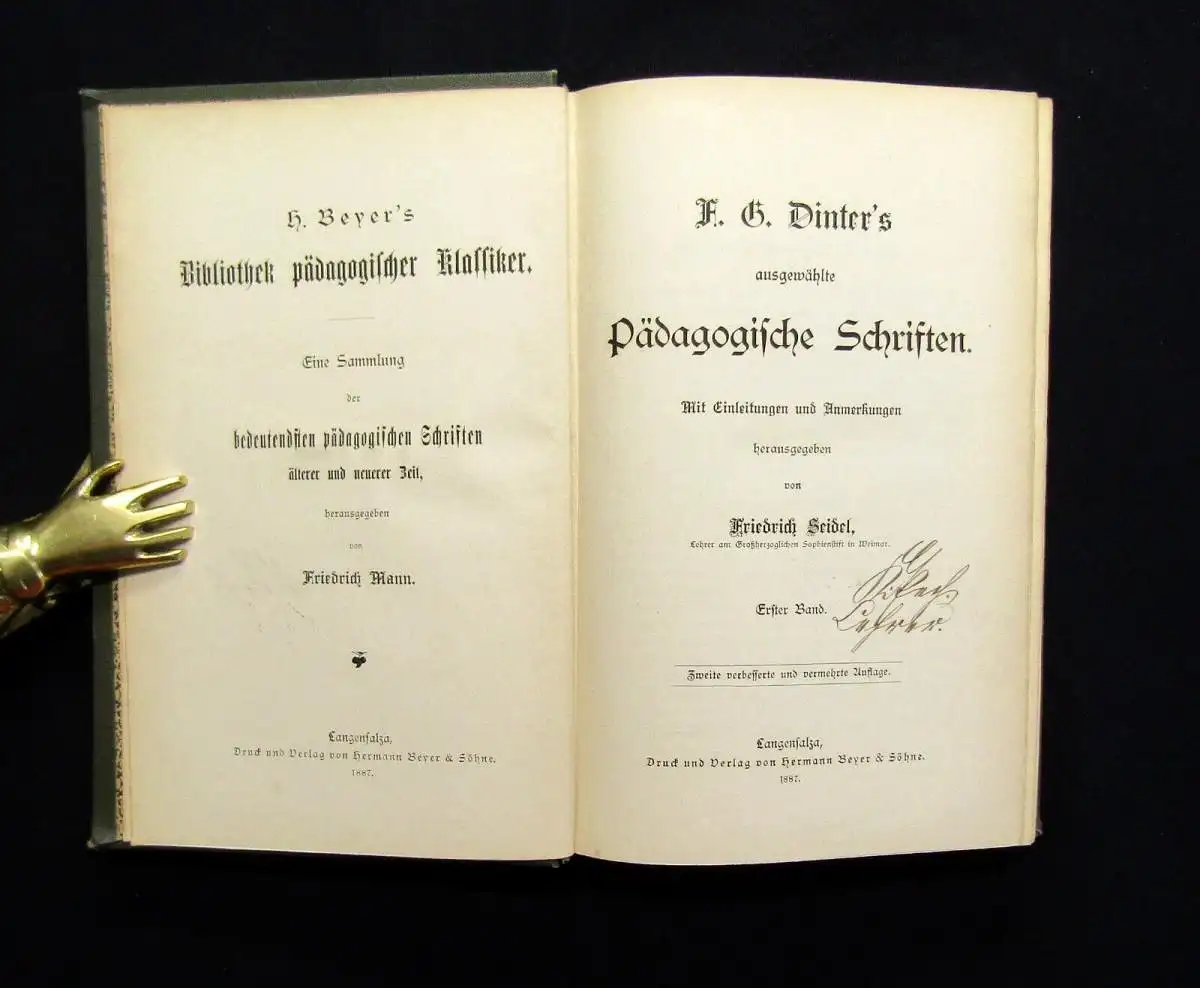 H. Beyer's
Bibliothek pädagogischer Klassiker.
Eine Sammlung
der
bedeutendsten pädagogischen Schriften
älterer und neuerer Zeit,
herausgegeben
von
Friedrich Mann.
Langensalza,
Druck und Verlag von Hermann Beyer & Söhne.
1887.
F. G. Dinter's
ausgewählte
Pädagogische Schriften.
Mit Einleitungen und Anmerkungen
herausgegeben
von
Friedrich Seidel,
Lehrer am Großherzoglichen Sophienstift in Weimar.
Erster Band.
Lehrer.
Zweite verbesserte und vermehrte Auflage.
Langensalza,
Druck und Verlag von Hermann Beyer & Söhne.
1887.